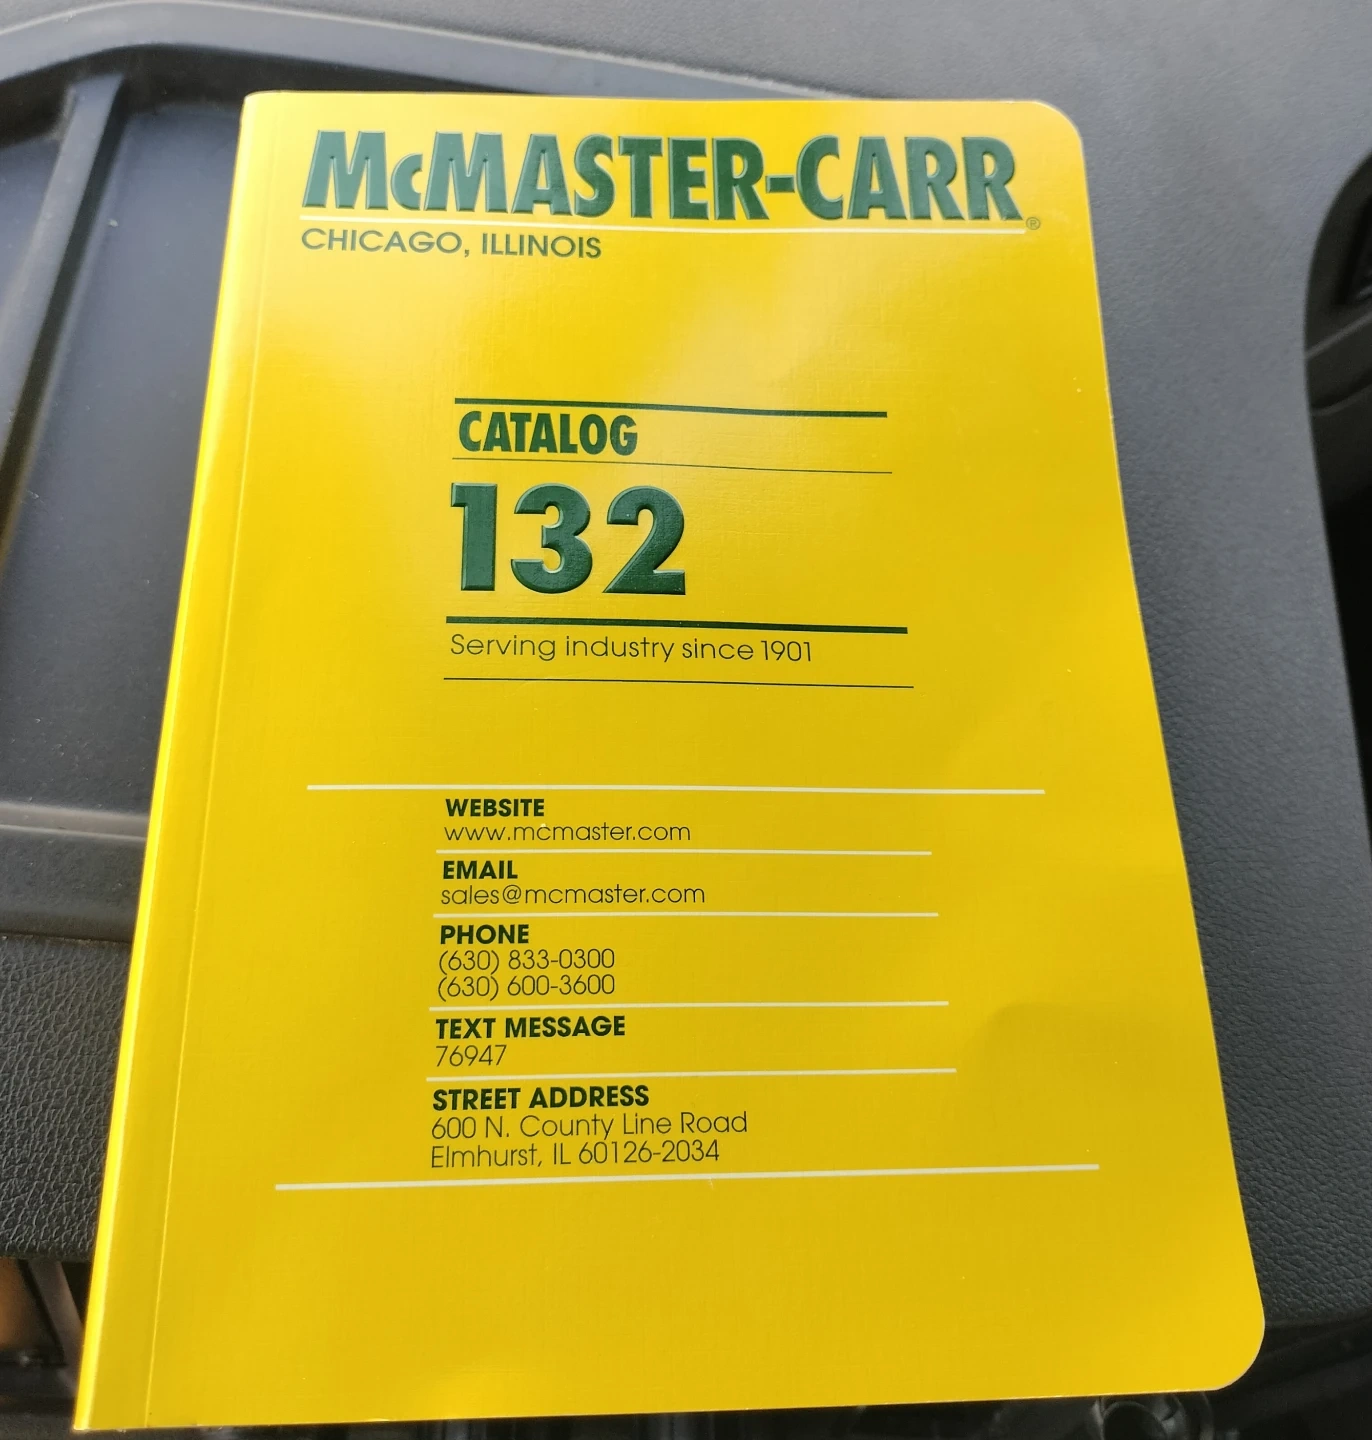 McMASTER-CARR®
CHICAGO, ILLINOIS
CATALOG
132
Serving industry since 1901
WEBSITE
www.mcmaster.com
EMAIL
sales@mcmaster.com
PHONE
(630) 833-0300
(630) 600-3600
TEXT MESSAGE
76947
STREET ADDRESS
600 N. County Line Road
Elmhurst, IL 60126-2034